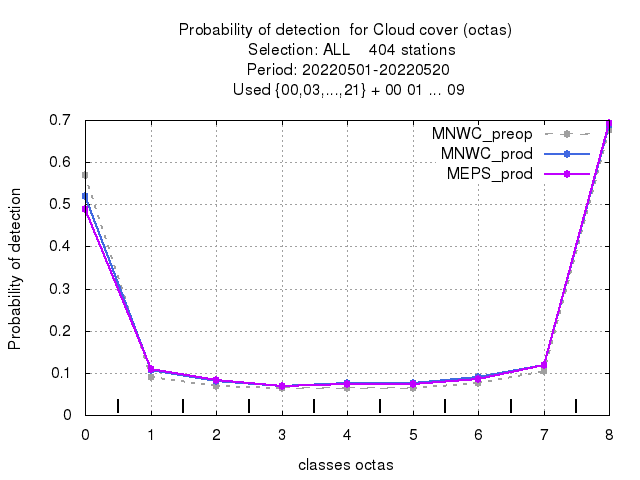 Probability of detection  for Cloud cover (octas)
Selection: ALL    404 stations
Period: 20220501-20220520
Used {00,03,...,21} + 00 01 ... 09
MNWC_preop
MNWC_prod
MEPS_prod
Probability of detection
0.7
0.6
0.5
0.4
0.3
0.2
0.1
0
0 1 2 3 4 5 6 7 8
classes octas